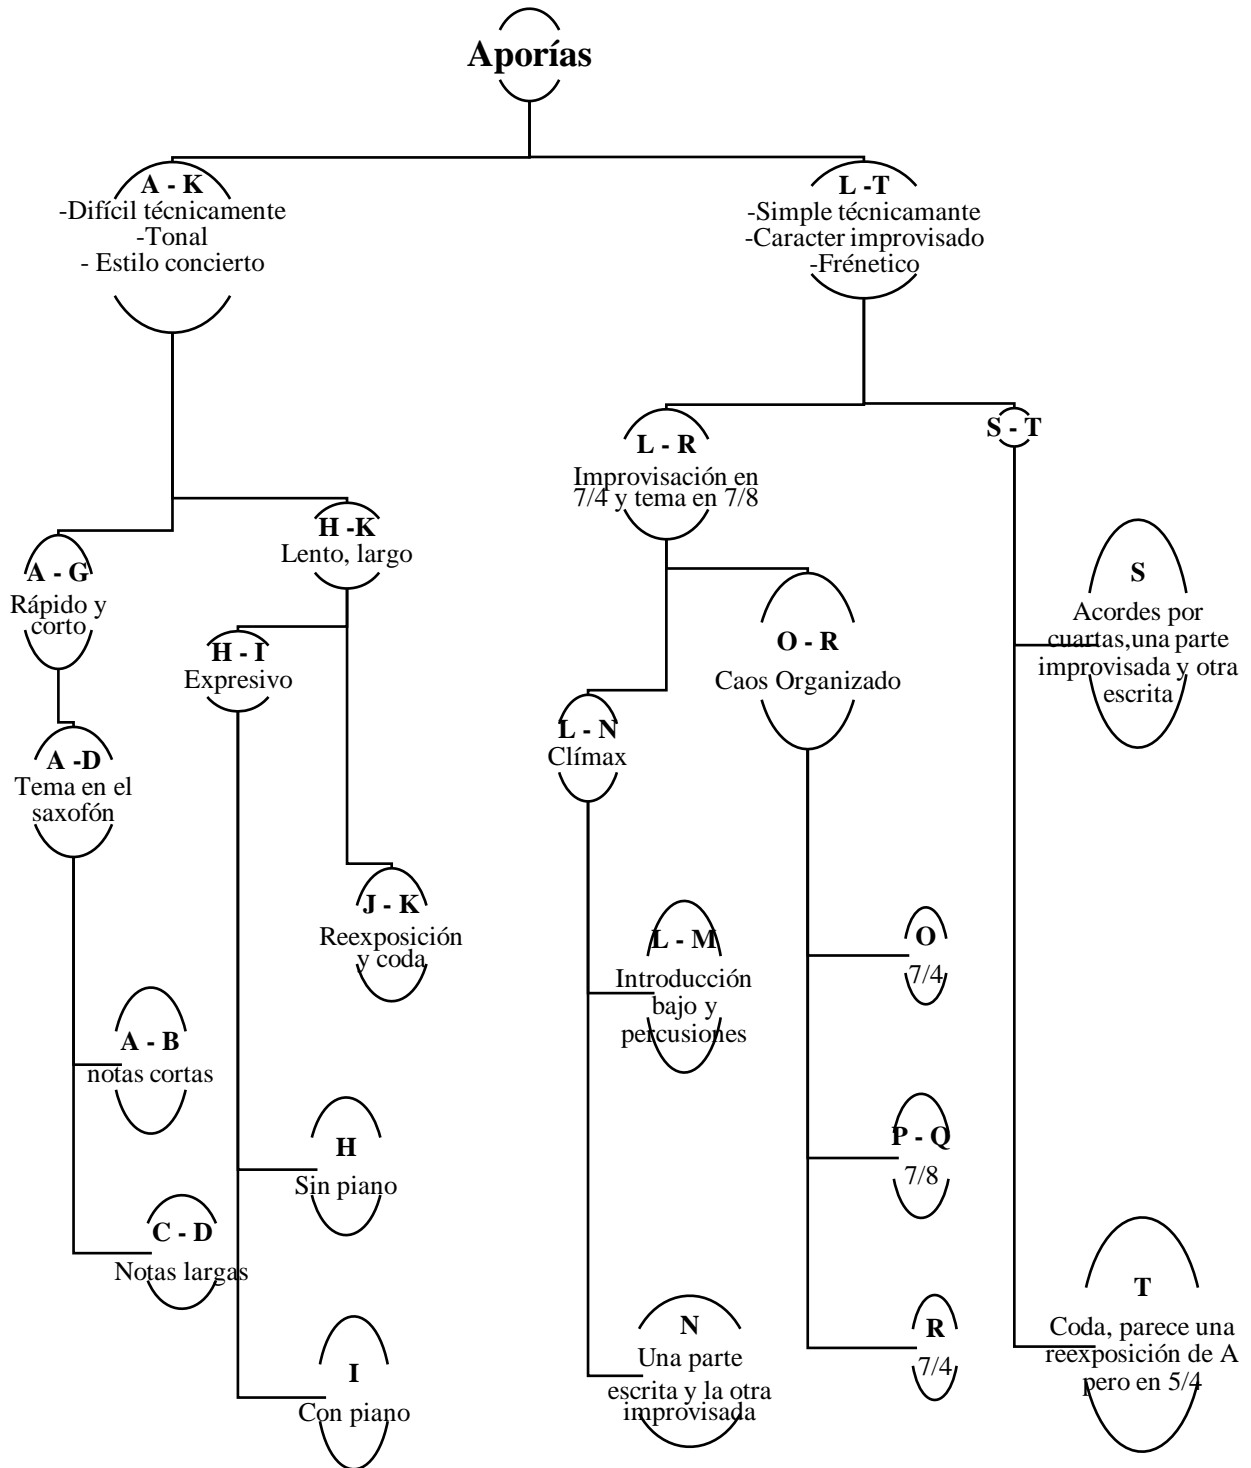 Aporías
A - K
-Difícil técnicamente
-Tonal
- Estilo concierto
L -T
-Simple técnicamante
-Caracter improvisado
-Frénetico
L - R
Improvisación en
7/4 y tema en 7/8
S - T
H -K
Lento, largo
A - G
Rápido y
corto
H - I
Expresivo
O - R
Caos Organizado
S
Acordes por
cuartas,una parte
improvisada y otra
escrita
L - N
Clímax
A -D
Tema en el
saxofón
J - K
Reexposición
y coda
L - M
Introducción
bajo y
percusiones
O
7/4
A - B
notas cortas
P - Q
7/8
H
Sin piano
C - D
Notas largas
T
Coda, parece una
reexposición de A
pero en 5/4
N
Una parte
escrita y la otra
improvisada
R
7/4
I
Con piano